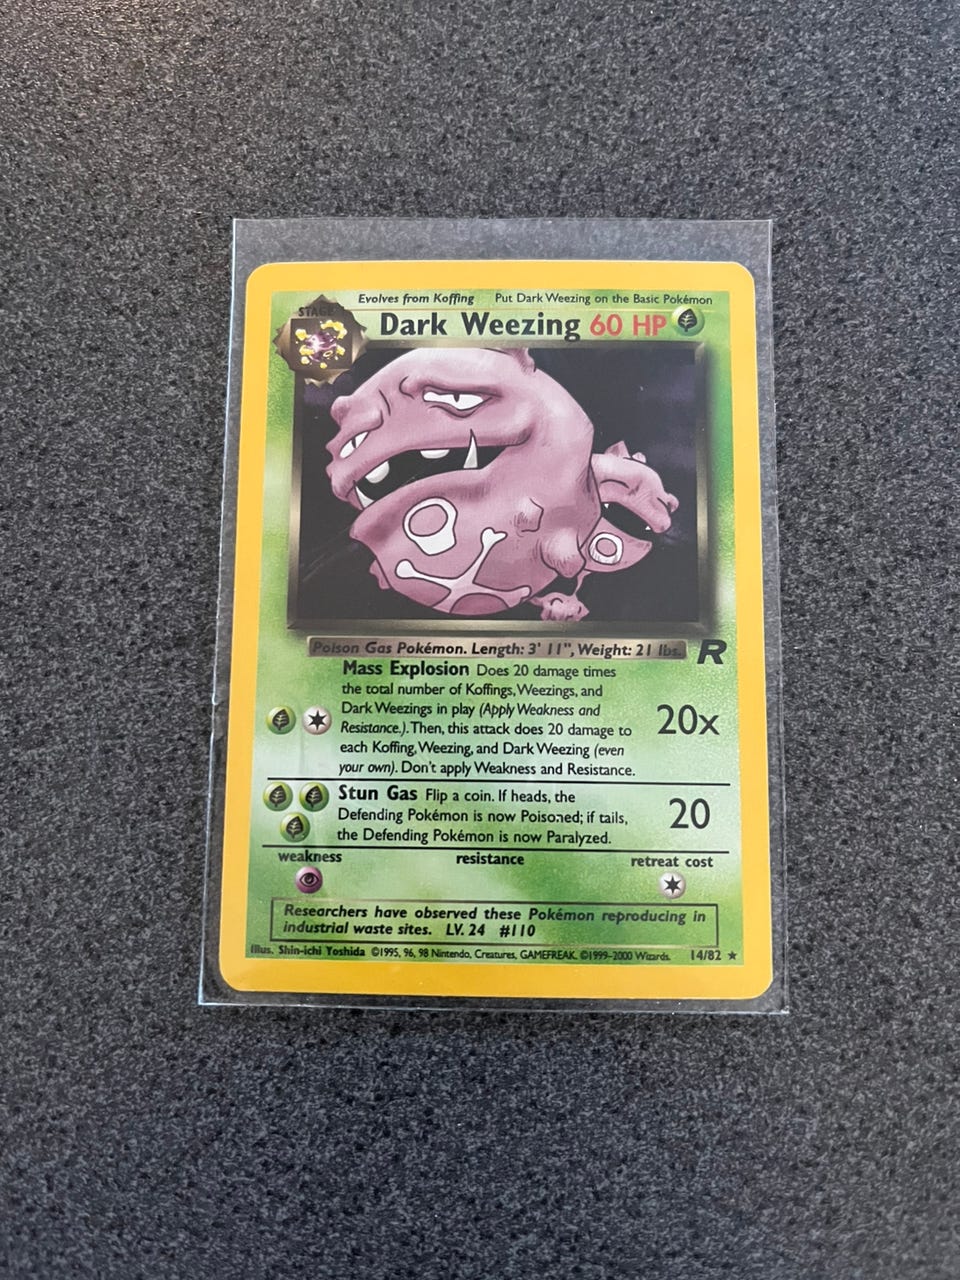 Evolves from Koffing Put Dark Weezing on the Basic Pokémon
STAGE
Dark Weezing 60 HP
Poison Gas Pokémon. Length: 3' 11", Weight: 21 lbs.
R
Mass Explosion Does 20 damage times
the total number of Koffings, Weezings, and
Dark Weezings in play (Apply Weakness and
Resistance.). Then, this attack does 20 damage to
each Koffing, Weezing, and Dark Weezing (even
your own). Don't apply Weakness and Resistance.
20x
Stun Gas Flip a coin. If heads, the
Defending Pokémon is now Poisoned; if tails,
the Defending Pokémon is now Paralyzed.
20
weakness resistance retreat cost
Researchers have observed these Pokémon reproducing in
industrial waste sites. LV. 24 #110
Illus. Shin-ichi Yoshida ©1995, 96, 98 Nintendo, Creatures, GAMEFREAK. ©1999-2000 Wizards. 14/82 ★